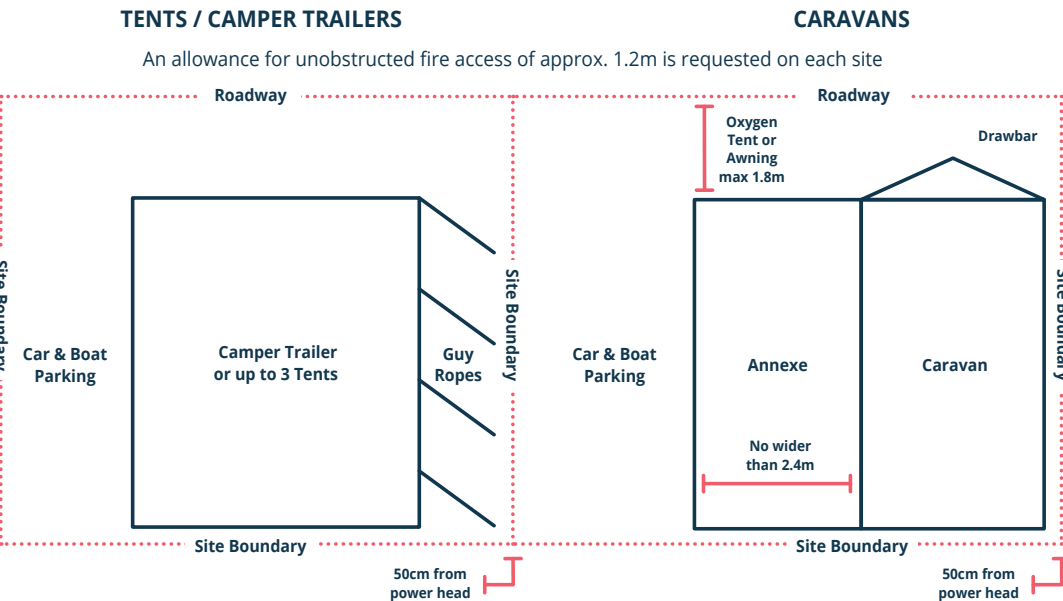 TENTS / CAMPER TRAILERS
CARAVANS
An allowance for unobstructed fire access of approx. 1.2m is requested on each site
Roadway
Roadway
Oxygen
Tent or
Awning
max 1.8m
Drawbar
Site Boundary
Car & Boat
Parking
Camper Trailer
or up to 3 Tents
Guy
Ropes
Site Boundary
Car & Boat
Parking
Annexe
Caravan
Site Boundary
No wider
than 2.4m
Site Boundary
Site Boundary
50cm from
power head
50cm from
power head